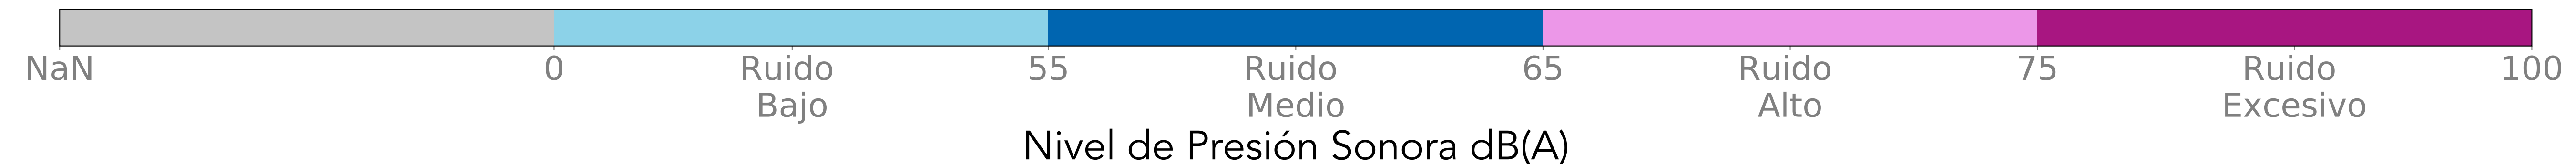 NaN 0 Ruido 55 Ruido 65 Ruido 75 Ruido 100
Bajo Medio Alto Excesivo
Nivel de Presión Sonora dB(A)